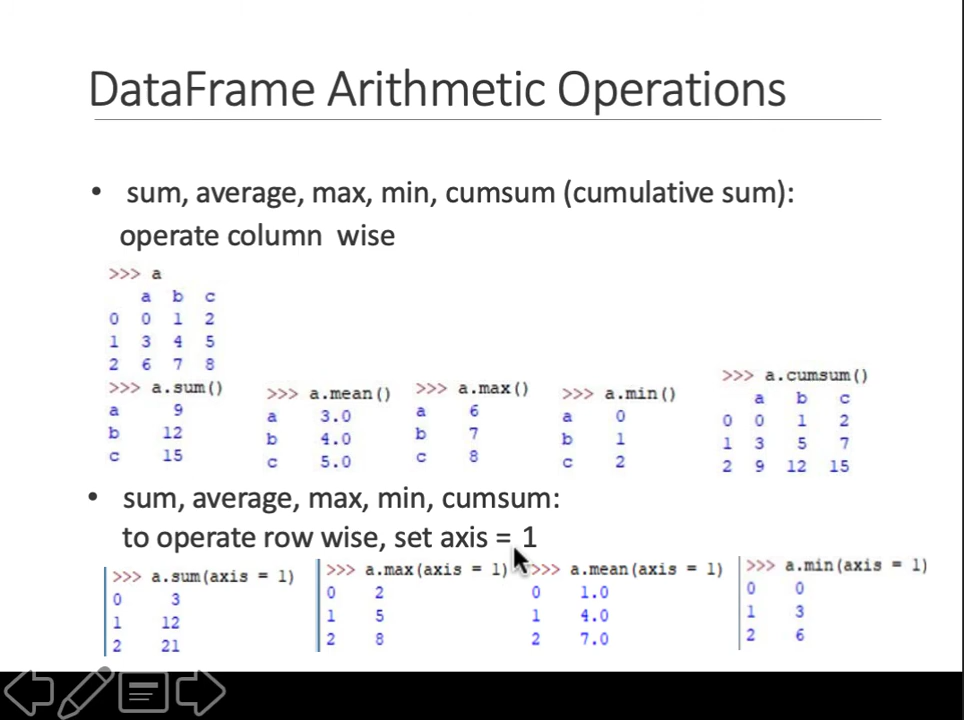 DataFrame Arithmetic Operations
• sum, average, max, min, cumsum (cumulative sum):
operate column wise
>>> a
a b c
0 0 1 2
1 3 4 5
2 6 7 8
>>> a.sum()
a 9
b 12
c 15
>>> a.mean()
a 3.0
b 4.0
c 5.0
>>> a.max()
a 6
b 7
c 8
>>> a.min()
a 0
b 1
c 2
>>> a.cumsum()
a b c
0 0 1 2
1 3 5 7
2 9 12 15
• sum, average, max, min, cumsum:
to operate row wise, set axis = 1
>>> a.sum(axis = 1)
0 3
1 12
2 21
>>> a.max(axis = 1)
0 2
1 5
2 8
>>> a.mean(axis = 1)
0 1.0
1 4.0
2 7.0
>>> a.min(axis = 1)
0 0
1 3
2 6